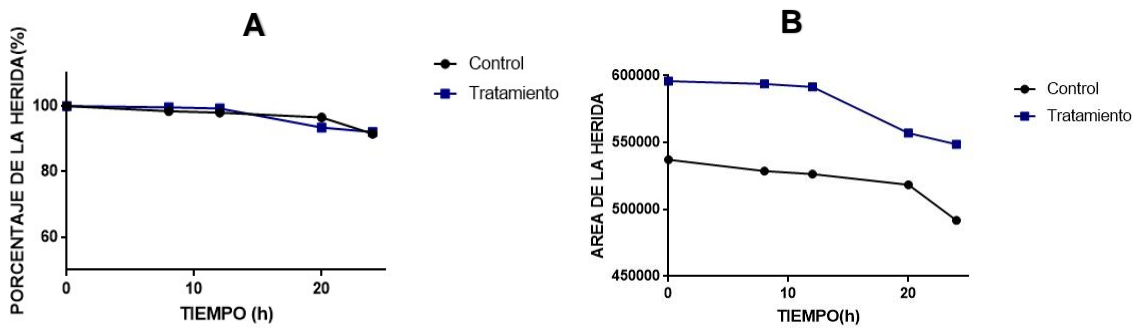 A
PORCENTAJE DE LA HERIDA(%)
100
80
60
0
10
20
TIEMPO (h)
Control
Tratamiento
B
AREA DE LA HERIDA
600000
550000
500000
450000
0
10
20
TIEMPO(h)
Control
Tratamiento